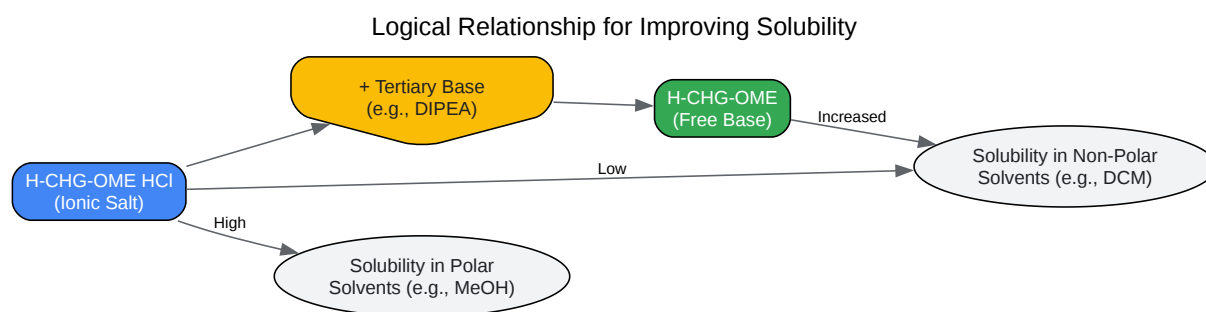 Logical Relationship for Improving Solubility
+ Tertiary Base
(e.g., DIPEA)
H-CHG-OME
(Free Base)
Increased
Solubility in Non-Polar
Solvents (e.g., DCM)
H-CHG-OME HCl
(Ionic Salt)
Low
High
Solubility in Polar
Solvents (e.g., MeOH)